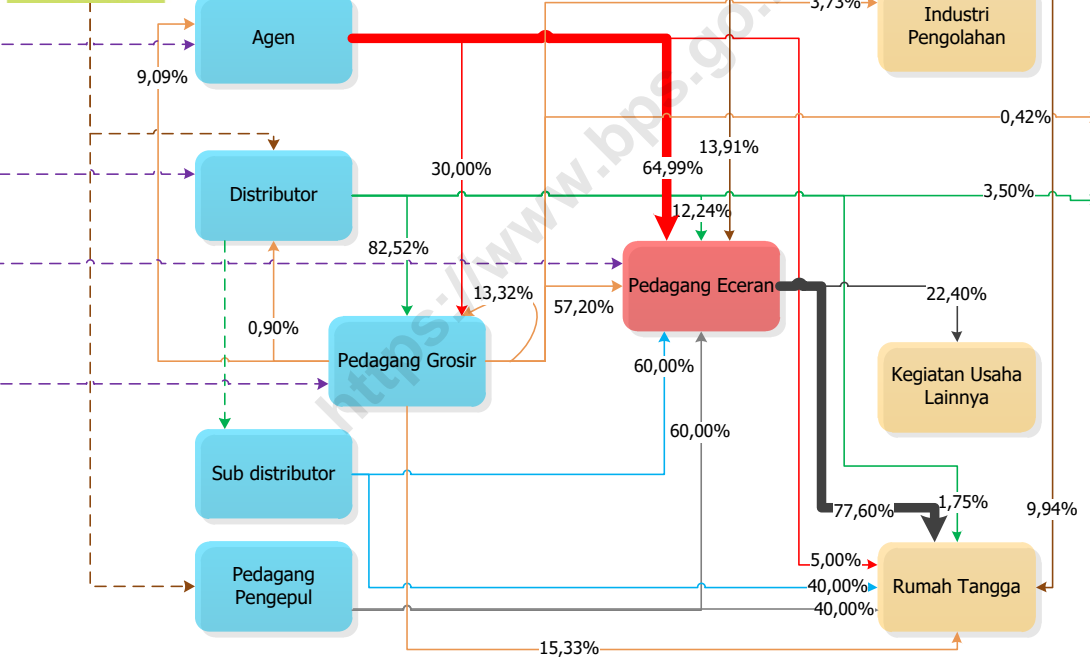 3,73%
Industri
Pengolahan
Agen
9,09%
0,42%
13,91%
30,00%
64,99%
Distributor
3,50%
12,24%
82,52%
Pedagang Eceran
13,32%
57,20%
22,40%
0,90%
Pedagang Grosir
60,00%
Kegiatan Usaha
Lainnya
60,00%
Sub distributor
77,60%
1,75%
9,94%
5,00%
Pedagang
Pengepul
40,00%
Rumah Tangga
40,00%
15,33%
https://www.bps.go.